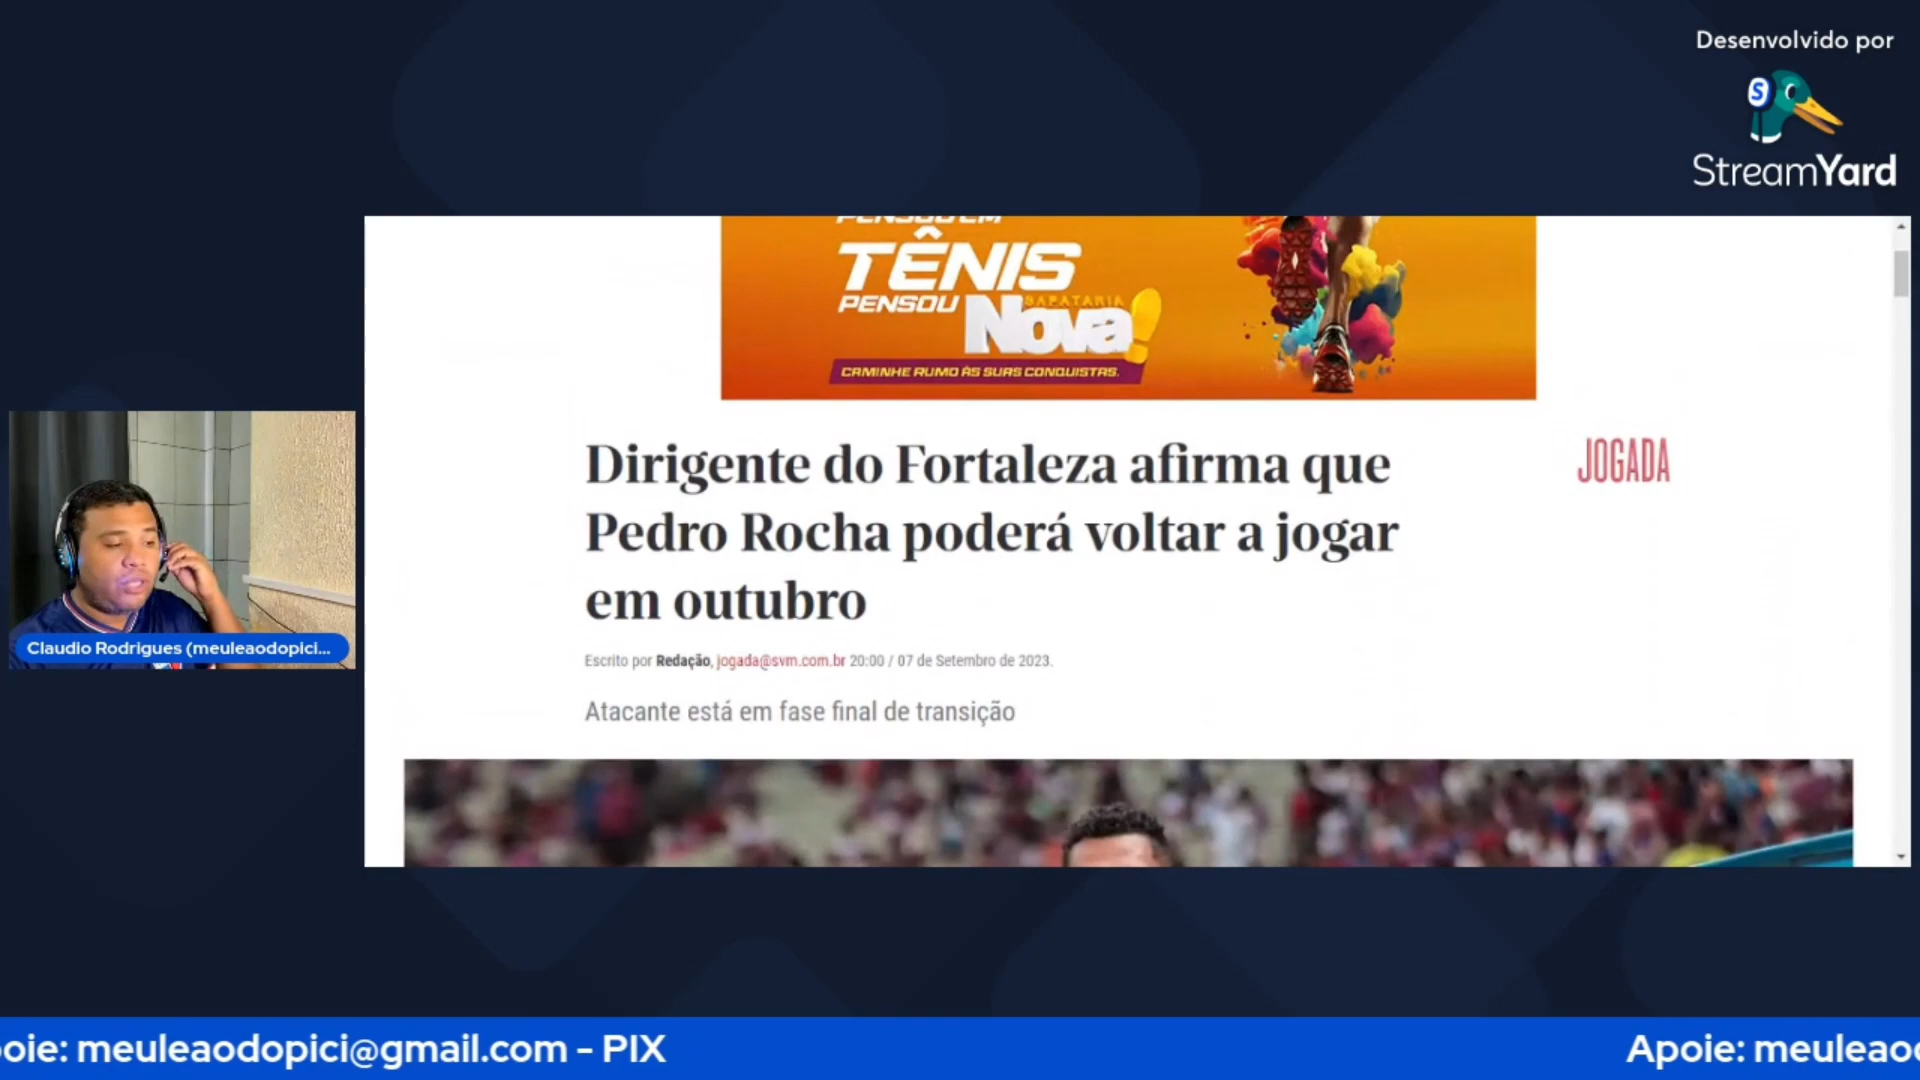 Desenvolvido por
S
StreamYard
PENSOU EM
TÊNIS
PENSOU
SAPATARIA
Nova!
CAMINHE RUMO ÀS SUAS CONQUISTAS.
Dirigente do Fortaleza afirma que
Pedro Rocha poderá voltar a jogar
em outubro
JOGADA
Escrito por Redação, jogada@svm.com.br 20:00 / 07 de Setembro de 2023.
Atacante está em fase final de transição
Claudio Rodrigues (meuleaodopici...
oie: meuleaodopici@gmail.com - PIX
Apoie: meuleao